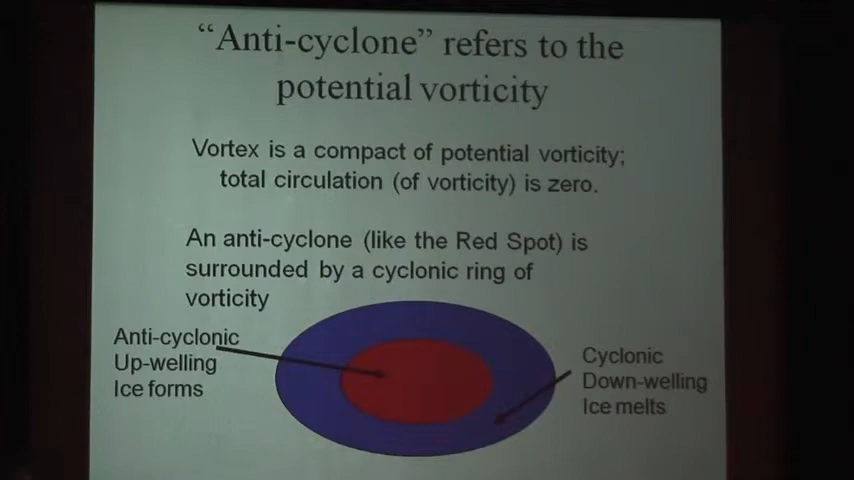 “Anti-cyclone” refers to the
potential vorticity
Vortex is a compact of potential vorticity;
total circulation (of vorticity) is zero.
An anti-cyclone (like the Red Spot) is
surrounded by a cyclonic ring of
vorticity
Anti-cyclonic
Up-welling
Ice forms
Cyclonic
Down-welling
Ice melts